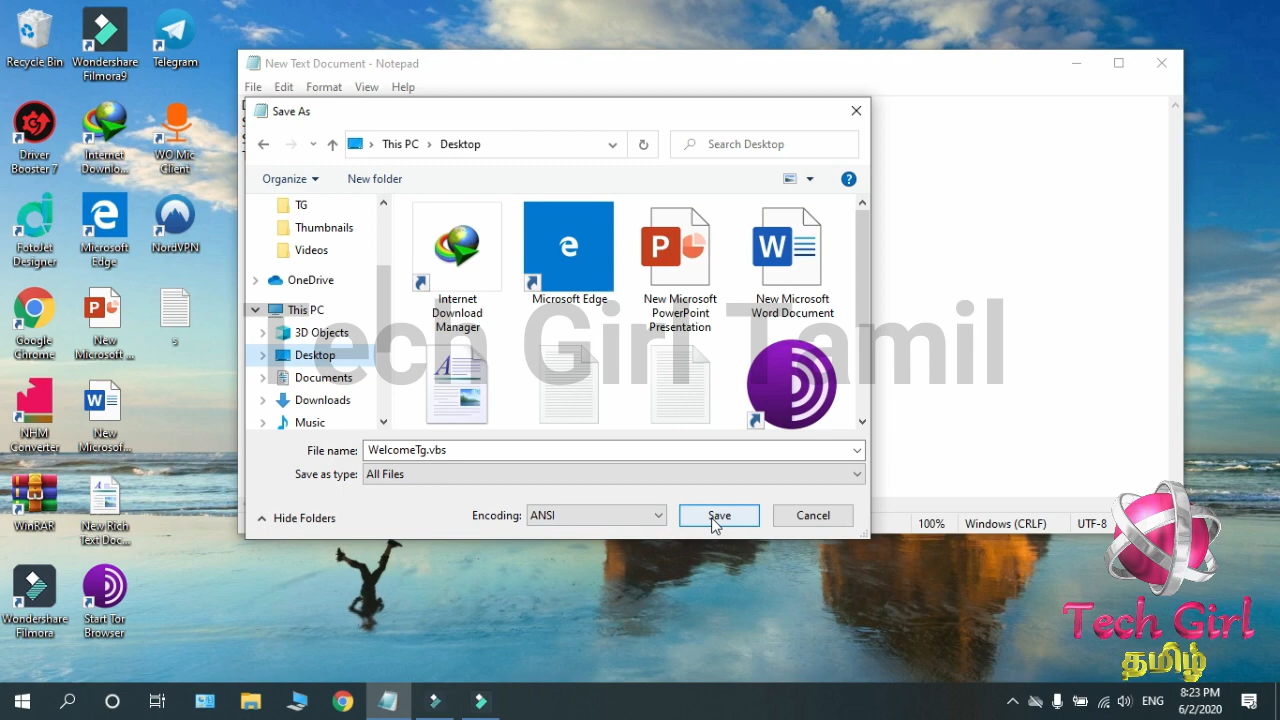 Recycle Bin
Wondershare
Filmora9
Telegram
Driver
Booster 7
Internet
Downlo...
WO Mic
Client
FotoJet
Designer
Microsoft
Edge
NordVPN
Google
Chrome
New
Microsoft ...
s
NHM
Converter
New
Microsof...
WinRAR
New Rich
Text Doc...
Wondershare
Filmora
Start Tor
Browser
New Text Document - Notepad
File Edit Format View Help
Save As
This PC > Desktop
Search Desktop
Organize
New folder
TG
Thumbnails
Videos
OneDrive
This PC
3D Objects
Desktop
Documents
Downloads
Music
Internet
Download
Manager
Microsoft Edge
New Microsoft
PowerPoint
Presentation
New Microsoft
Word Document
Tech Girl Tamil
File name: WelcomeTg.vbs
Save as type: All Files
Hide Folders
Encoding: ANSI
Save
Cancel
100% Windows (CRLF) UTF-8
Tech Girl
தமிழ்
ENG
8:23 PM
6/2/2020